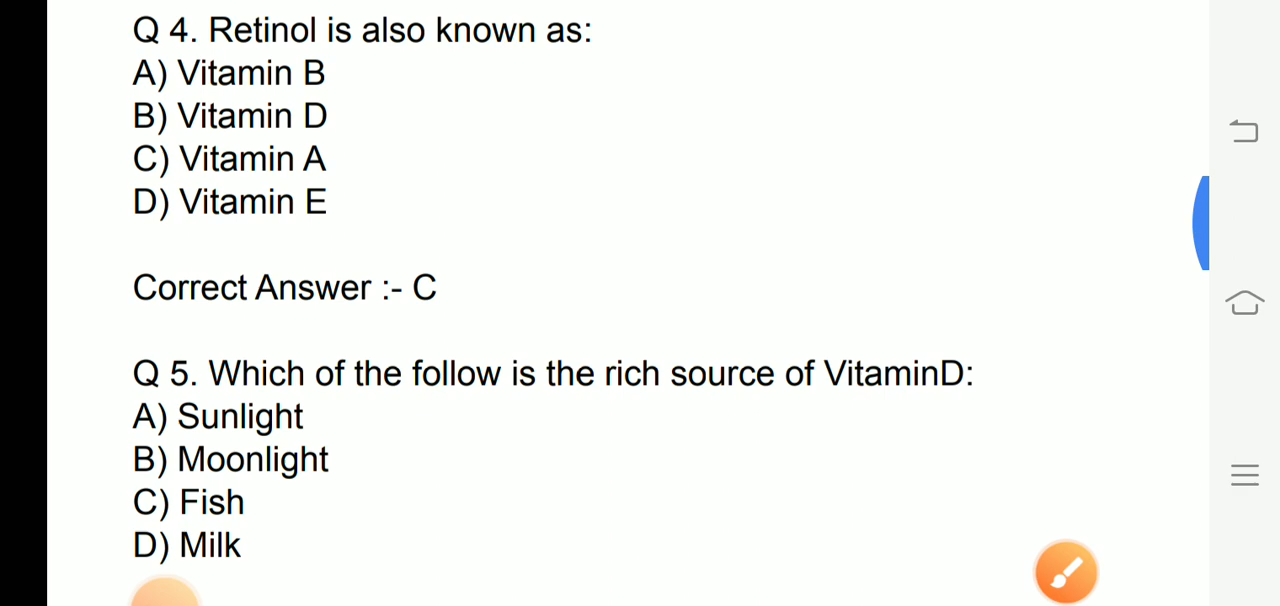 Q 4. Retinol is also known as:
A) Vitamin B
B) Vitamin D
C) Vitamin A
D) Vitamin E
Correct Answer :- C
Q 5. Which of the follow is the rich source of VitaminD:
A) Sunlight
B) Moonlight
C) Fish
D) Milk